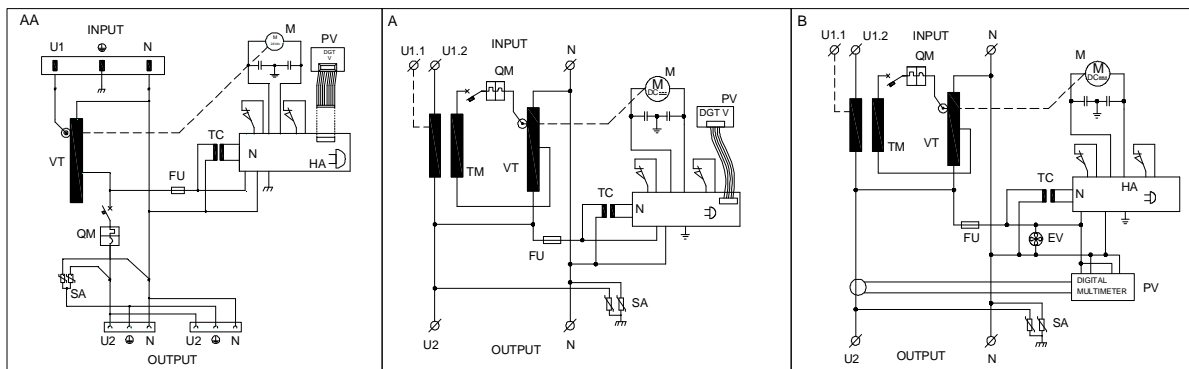 AA
INPUT
U1
N
M
M
PV
DGT
V
TC
N
HA
VT
FU
QM
SA
U2
N
U2
N
OUTPUT
A
U1.1
U1.2
INPUT
N
QM
M
M
DC
PV
DGT V
TM
VT
TC
N
FU
SA
U2
OUTPUT
N
B
U1.1
U1.2
INPUT
N
QM
M
M
DC
TM
VT
TC
N
HA
FU
EV
DIGITAL
MULTIMETER
PV
SA
U2
OUTPUT
N